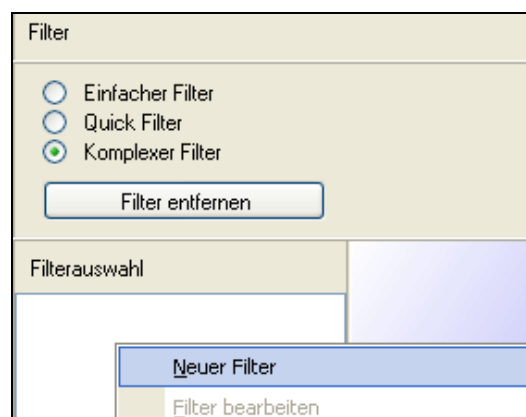 Filter
Einfacher Filter
Quick Filter
Komplexer Filter
Filter entfernen
Filterauswahl
Neuer Filter
Filter bearbeiten